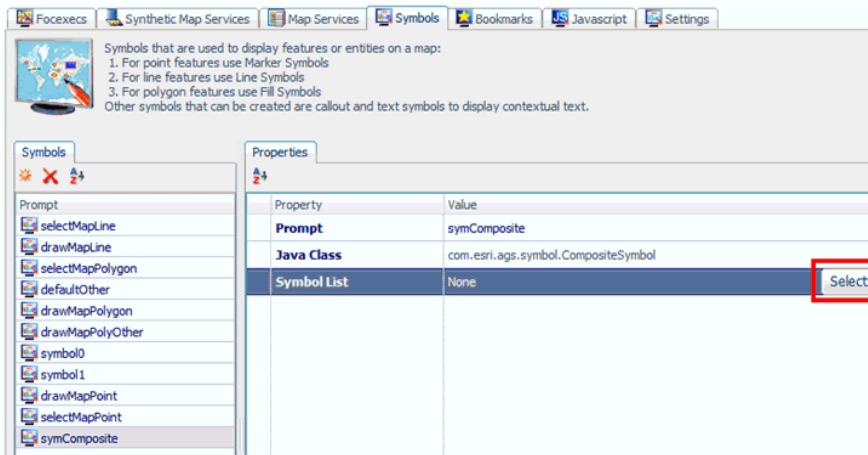 Focexecs Synthetic Map Services Map Services Symbols Bookmarks Javascript Settings
Symbols that are used to display features or entities on a map:
1. For point features use Marker Symbols
2. For line features use Line Symbols
3. For polygon features use Fill Symbols
Other symbols that can be created are callout and text symbols to display contextual text.
Symbols
Prompt
selectMapLine
drawMapLine
selectMapPolygon
defaultOther
drawMapPolygon
drawMapPolyOther
symbol0
symbol1
drawMapPoint
selectMapPoint
symComposite
Properties
Property Value
Prompt symComposite
Java Class com.esri.ags.symbol.CompositeSymbol
Symbol List None Select